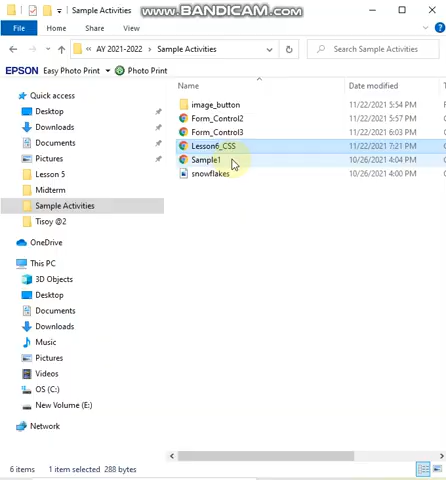 Sample Activities
www.BANDICAM.com
File Home Share View
« AY 2021-2022 > Sample Activities
Search Sample Activities
EPSON Easy Photo Print Photo Print
Name Date modified
Quick access
Desktop
Downloads
Documents
Pictures
Lesson 5
Midterm
Sample Activities
Tisoy @2
OneDrive
This PC
3D Objects
Desktop
Documents
Downloads
Music
Pictures
Videos
OS (C:)
New Volume (E:)
Network
image_button 11/22/2021 5:54 PM
Form_Control2 11/22/2021 5:57 PM
Form_Control3 11/22/2021 6:03 PM
Lesson6_CSS 11/22/2021 7:21 PM
Sample1 10/26/2021 4:04 PM
snowflakes 10/26/2021 4:00 PM
6 items 1 item selected 288 bytes